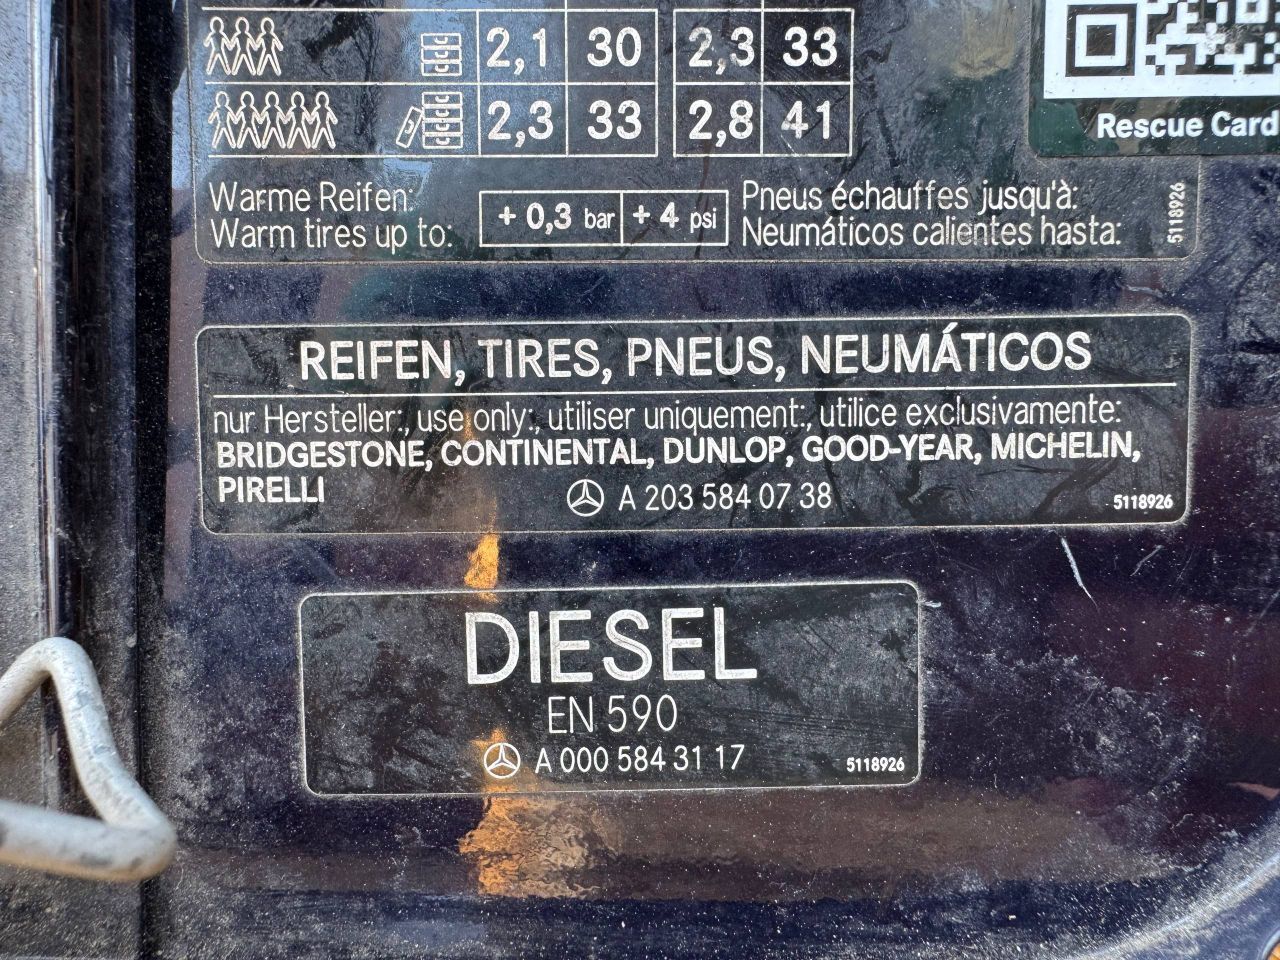 2,1 30 2,3 33
2,3 33 2,8 41
Rescue Card
Warme Reifen: + 0,3 bar + 4 psi Pneus échauffes jusqu'à:
Warm tires up to: Neumáticos calientes hasta:
5118926
REIFEN, TIRES, PNEUS, NEUMÁTICOS
nur Hersteller:, use only:, utiliser uniquement:, utilice exclusivamente:
BRIDGESTONE, CONTINENTAL, DUNLOP, GOOD-YEAR, MICHELIN,
PIRELLI A 203 584 07 38 5118926
DIESEL
EN 590
A 000 584 31 17 5118926